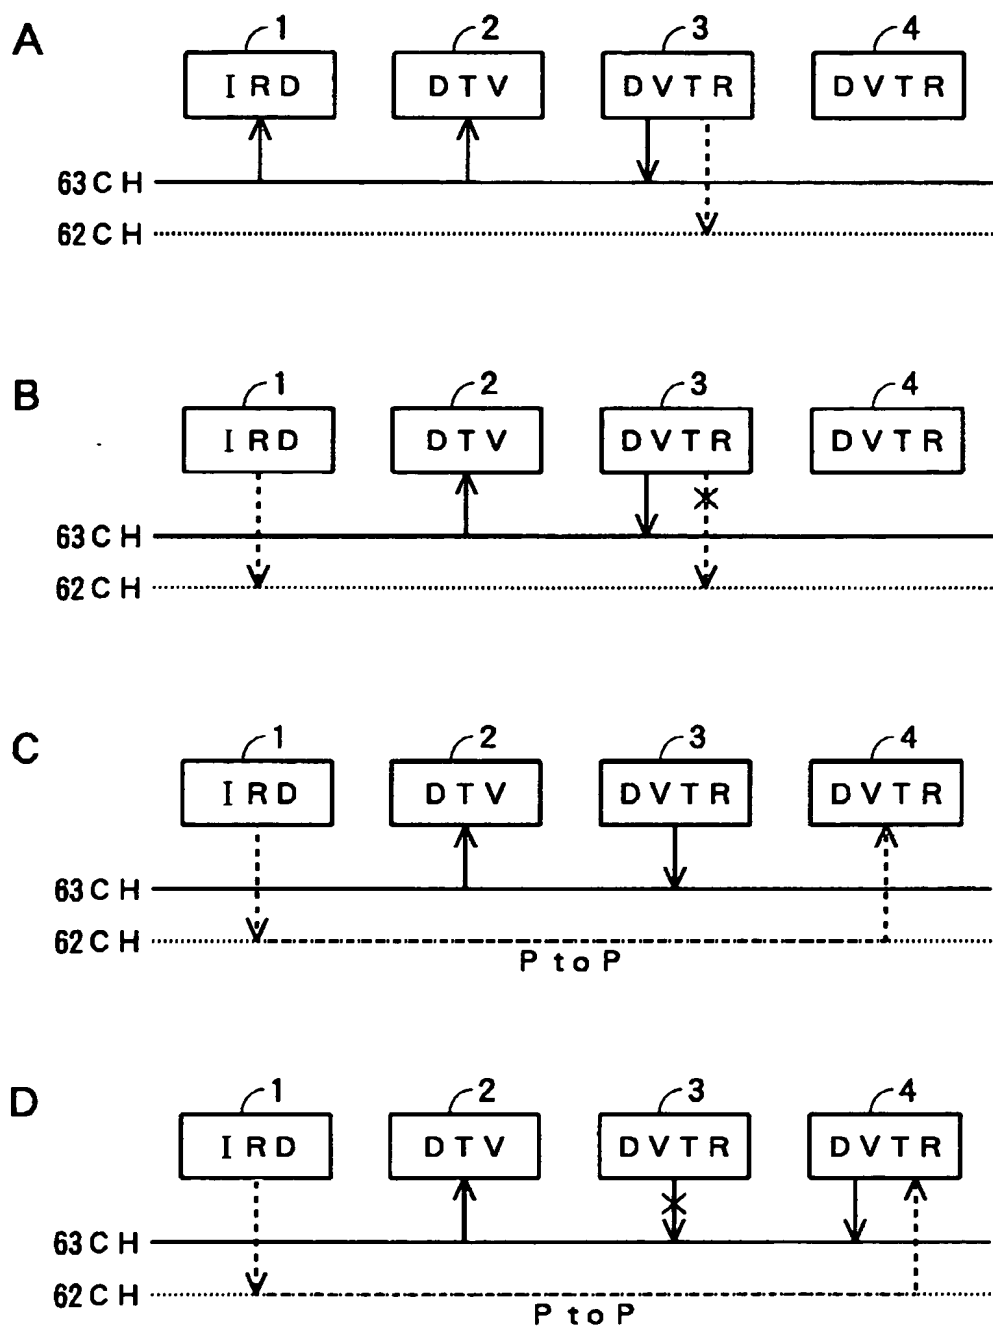 A
1 2 3 4
IRD DTV DVTR DVTR
63CH
62CH
B
1 2 3 4
IRD DTV DVTR DVTR
63CH
62CH
C
1 2 3 4
IRD DTV DVTR DVTR
63CH
62CH
P to P
D
1 2 3 4
IRD DTV DVTR DVTR
63CH
62CH
P to P